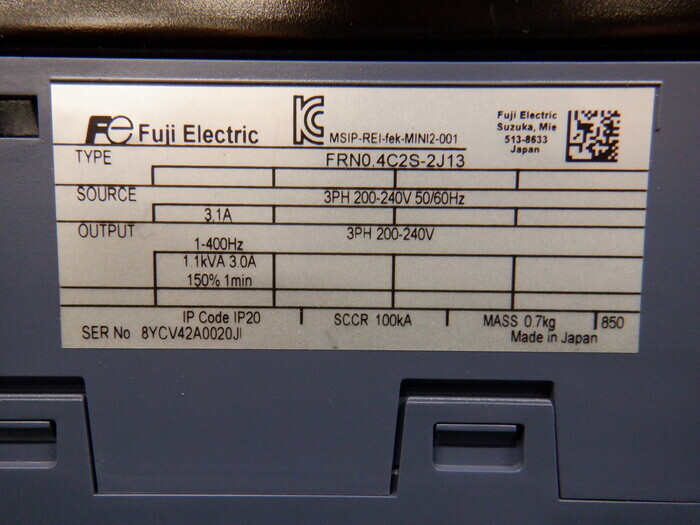 Fe Fuji Electric
KC
MSIP-REI-fek-MINI2-001
Fuji Electric
Suzuka, Mie
513-8633
Japan
TYPE FRN0.4C2S-2J13
SOURCE 3PH 200-240V 50/60Hz
3.1A
OUTPUT 3PH 200-240V
1-400Hz
1.1kVA 3.0A
150% 1min
IP Code IP20 SCCR 100kA MASS 0.7kg 850
SER No 8YCV42A0020JI Made in Japan